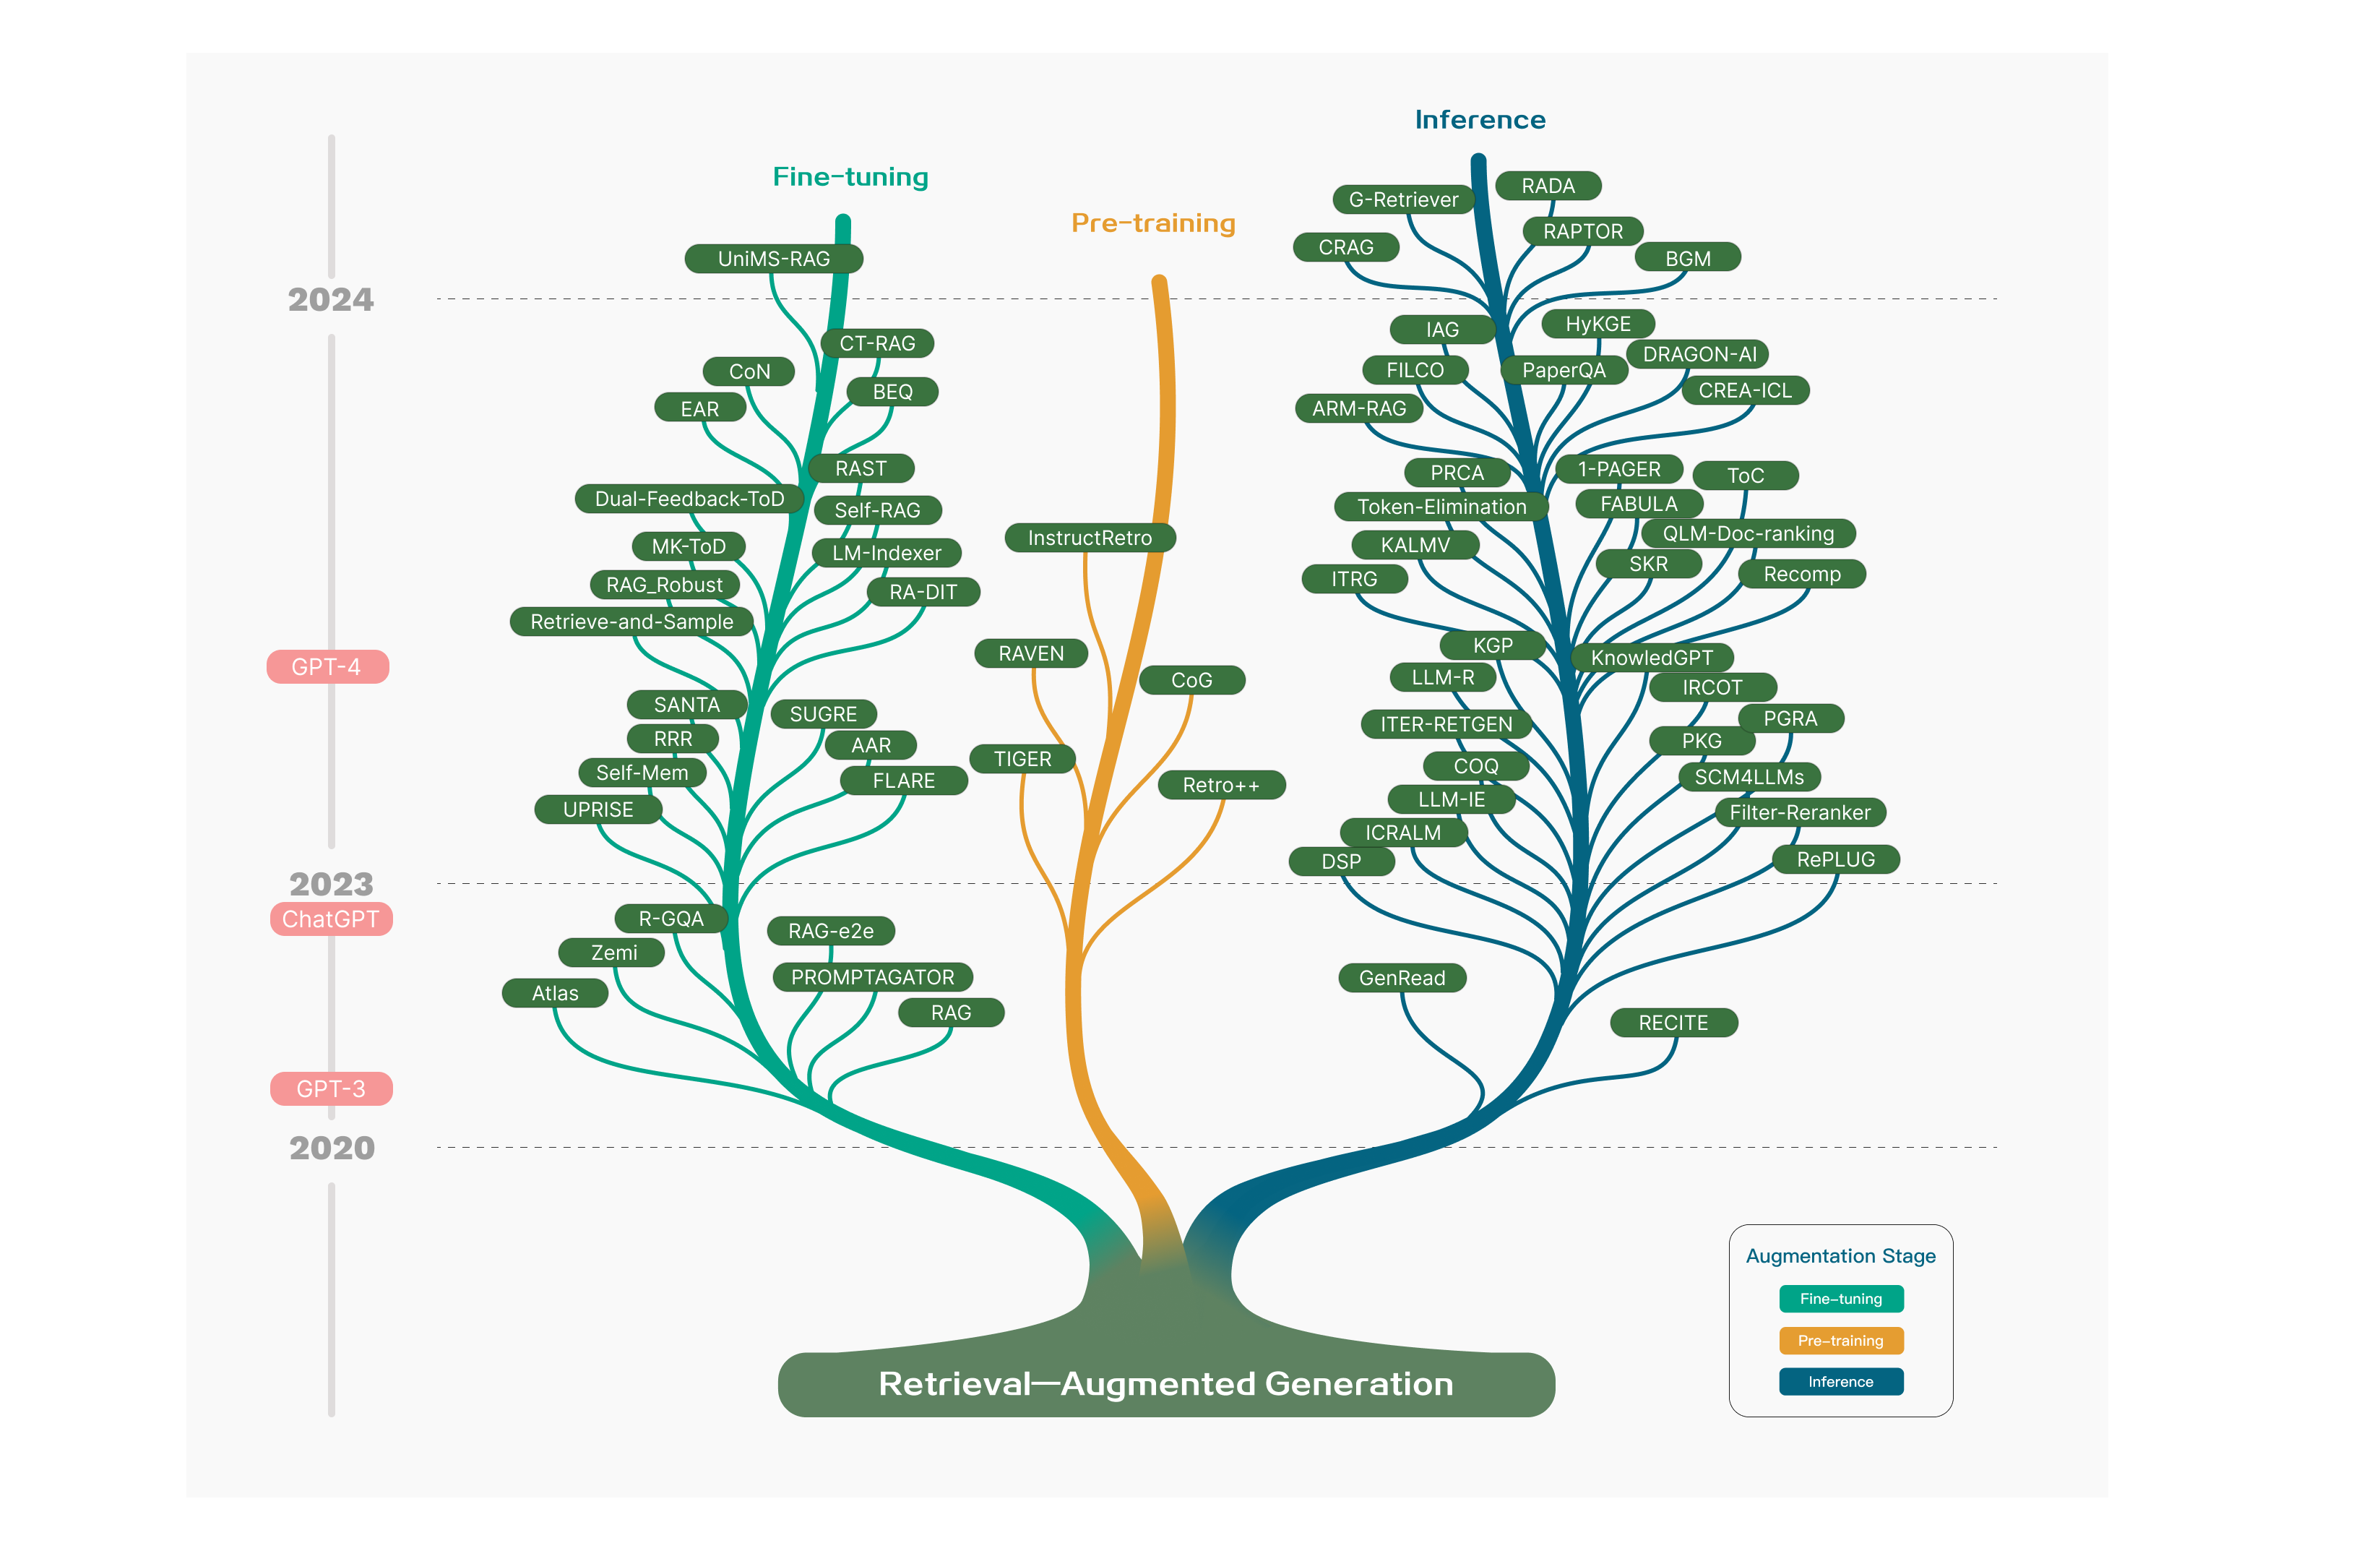 Inference
Fine-tuning
Pre-training
RADA
G-Retriever
RAPTOR
CRAG
BGM
UniMS-RAG
2024
HyKGE
IAG
CT-RAG
DRAGON-AI
FILCO
PaperQA
CoN
CREA-ICL
BEQ
EAR
ARM-RAG
RAST
PRCA
1-PAGER
ToC
Dual-Feedback-ToD
Self-RAG
Token-Elimination
FABULA
QLM-Doc-ranking
InstructRetro
MK-ToD
LM-Indexer
KALMV
SKR
Recomp
ITRG
RAG_Robust
RA-DIT
Retrieve-and-Sample
KGP
RAVEN
KnowledGPT
GPT-4
LLM-R
CoG
IRCOT
SANTA
SUGRE
PGRA
ITER-RETGEN
RRR
AAR
PKG
TIGER
COQ
Self-Mem
SCM4LLMs
FLARE
Retro++
LLM-IE
UPRISE
Filter-Reranker
ICRALM
DSP
RePLUG
2023
ChatGPT
R-GQA
RAG-e2e
Zemi
PROMPTAGATOR
GenRead
Atlas
RAG
RECITE
GPT-3
2020
Augmentation Stage
Fine-tuning
Pre-training
Inference
Retrieval—Augmented Generation